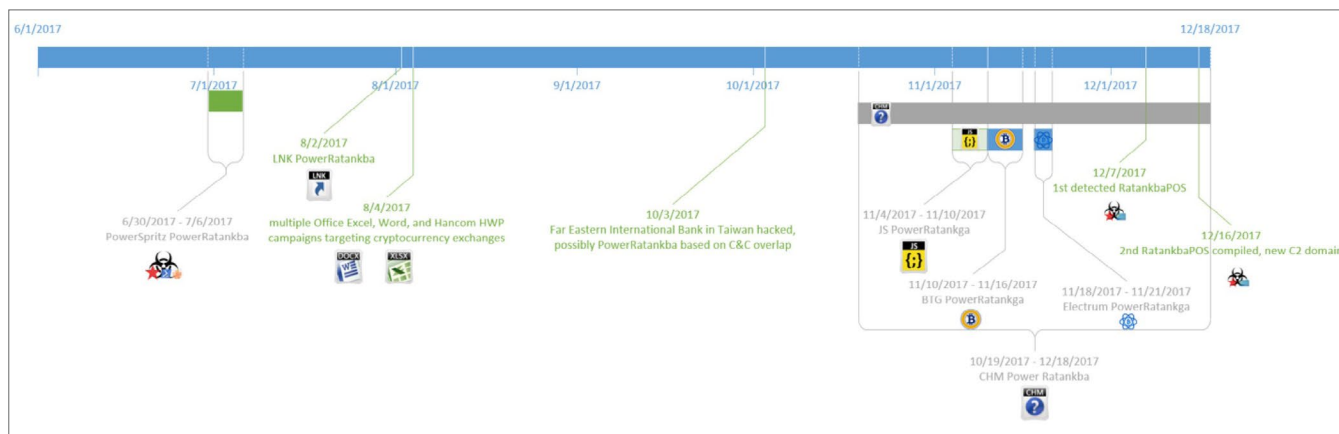 6/1/2017
12/18/2017
7/1/2017
8/1/2017
9/1/2017
10/1/2017
11/1/2017
12/1/2017
CHM
JS
{;}
6/30/2017 - 7/6/2017
PowerSpritz PowerRatankba
8/2/2017
LNK PowerRatankba
LNK
8/4/2017
multiple Office Excel, Word, and Hancom HWP
campaigns targeting cryptocurrency exchanges
DOCX
XLSX
10/3/2017
Far Eastern International Bank in Taiwan hacked,
possibly PowerRatankba based on C&C overlap
11/4/2017 - 11/10/2017
JS PowerRatankga
JS
{;}
11/10/2017 - 11/16/2017
BTG PowerRatankga
11/18/2017 - 11/21/2017
Electrum PowerRatankga
12/7/2017
1st detected RatankbaPOS
12/16/2017
2nd RatankbaPOS compiled, new C2 domain
10/19/2017 - 12/18/2017
CHM Power Ratankba
CHM